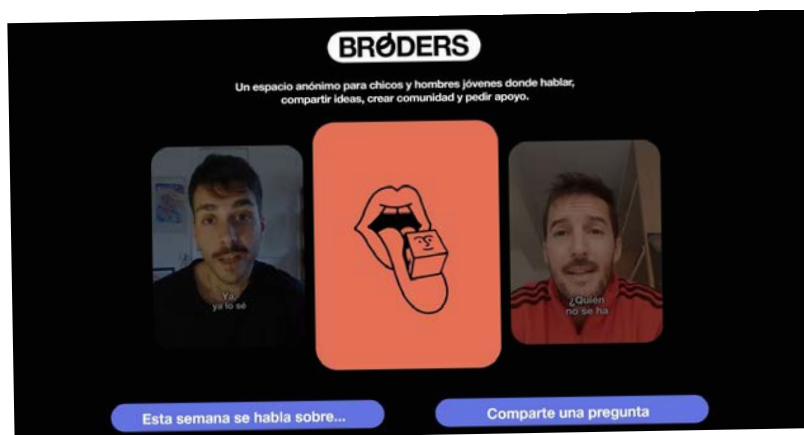 BRØDERS
Un espacio anónimo para chicos y hombres jóvenes donde hablar,
compartir ideas, crear comunidad y pedir apoyo.
Ya,
ya lo sé
¿Quién
no se ha
Esta semana se habla sobre...
Comparte una pregunta